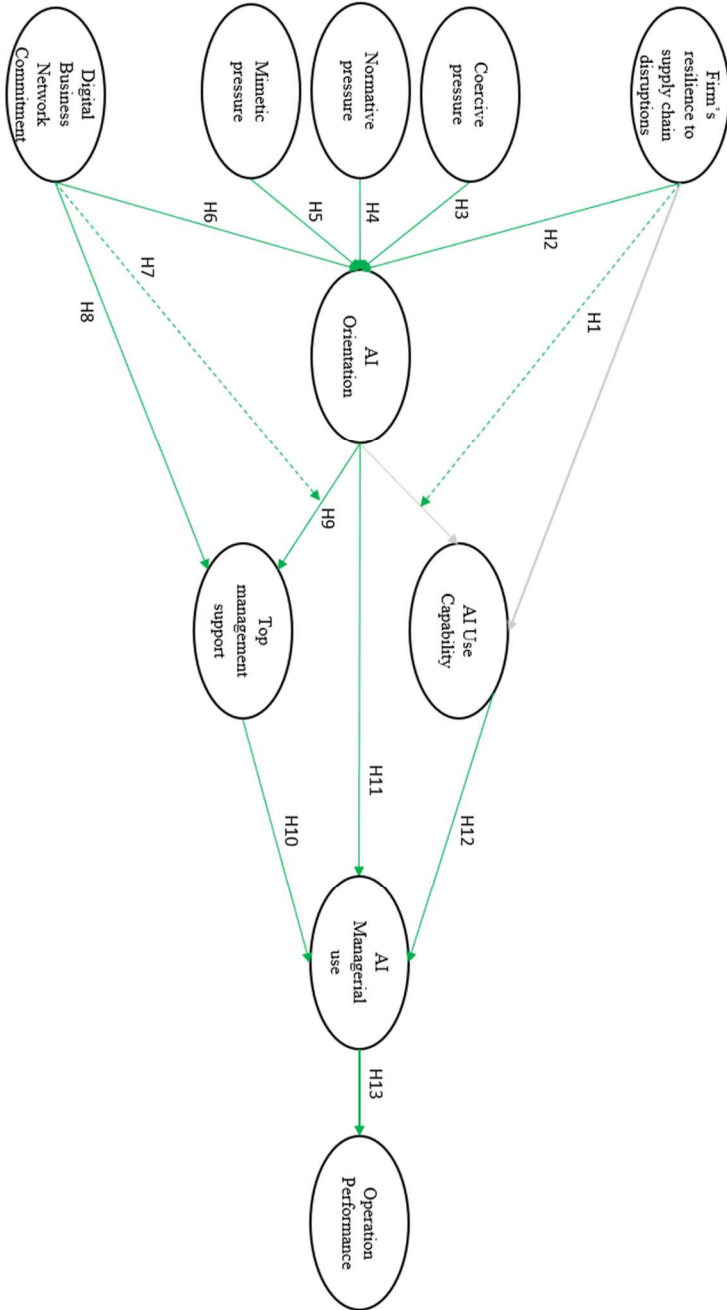 Firm's
resilience to
supply chain
disruptions
Coercive
pressure
Normative
pressure
Mimetic
pressure
Digital
Business
Network
Commitment
H1
H2
H3
H4
H5
H6
H7
H8
AI
Orientation
H9
AI Use
Capability
Top
management
support
H12
H11
H10
AI
Managerial
use
H13
Operation
Performance